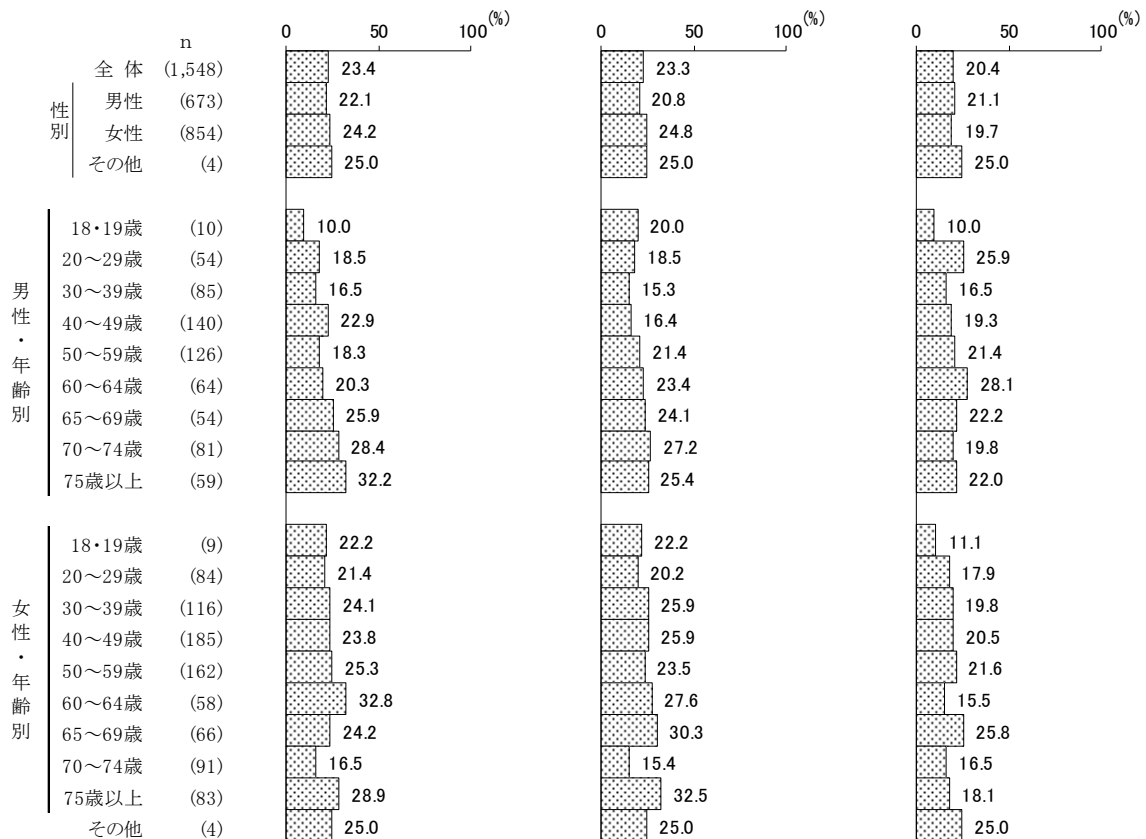 n
0 50 100(%) 0 50 100(%) 0 50 100(%)
全 体 (1,548) 23.4 23.3 20.4
性別
男性 (673) 22.1 20.8 21.1
女性 (854) 24.2 24.8 19.7
その他 (4) 25.0 25.0 25.0
男性・年齢別
18・19歳 (10) 10.0 20.0 10.0
20～29歳 (54) 18.5 18.5 25.9
30～39歳 (85) 16.5 15.3 16.5
40～49歳 (140) 22.9 16.4 19.3
50～59歳 (126) 18.3 21.4 21.4
60～64歳 (64) 20.3 23.4 28.1
65～69歳 (54) 25.9 24.1 22.2
70～74歳 (81) 28.4 27.2 19.8
75歳以上 (59) 32.2 25.4 22.0
女性・年齢別
18・19歳 (9) 22.2 22.2 11.1
20～29歳 (84) 21.4 20.2 17.9
30～39歳 (116) 24.1 25.9 19.8
40～49歳 (185) 23.8 25.9 20.5
50～59歳 (162) 25.3 23.5 21.6
60～64歳 (58) 32.8 27.6 15.5
65～69歳 (66) 24.2 30.3 25.8
70～74歳 (91) 16.5 15.4 16.5
75歳以上 (83) 28.9 32.5 18.1
その他 (4) 25.0 25.0 25.0